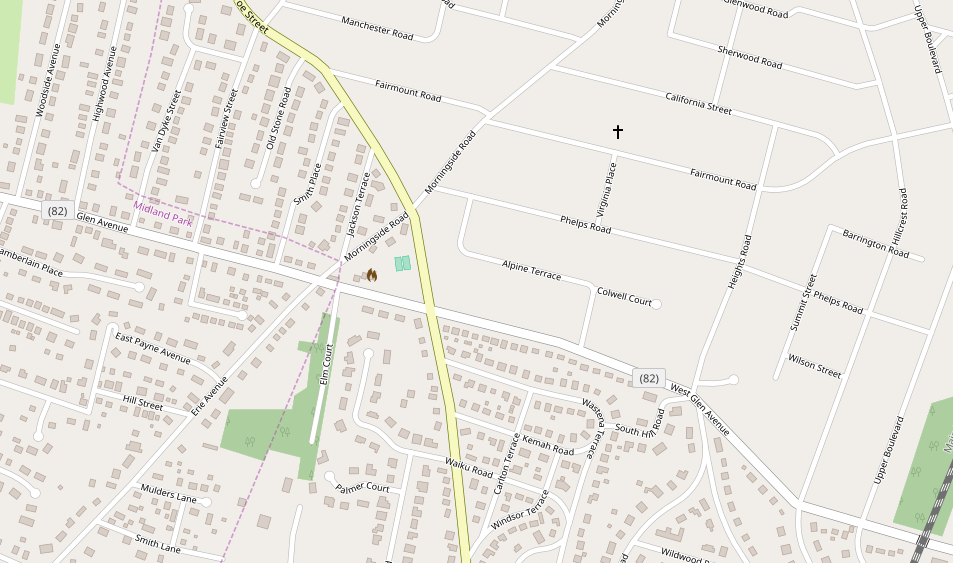 oe Street
Manchester Road
Glenwood Road
Upper Boulevard
Sherwood Road
Woodside Avenue
Highwood Avenue
Van Dyke Street
Fairview Street
Old Stone Road
Fairmount Road
California Street
Morningside Road
Smith Place
Jackson Terrace
Virginia Place
Fairmount Road
Hillcrest Road
Midland Park
(82)
Glen Avenue
Morningside Road
Phelps Road
Barrington Road
Heights Road
Alpine Terrace
Colwell Court
Summit Street
Phelps Road
amberlain Place
East Payne Avenue
Elm Court
Wilson Street
(82)
West Glen Avenue
Hill Street
Erie Avenue
South Hill Road
Kemah Road
Carlton Terrace
Upper Boulevard
Waiku Road
Palmer Court
Mulders Lane
Windsor Terrace
Smith Lane
Wildwood Road